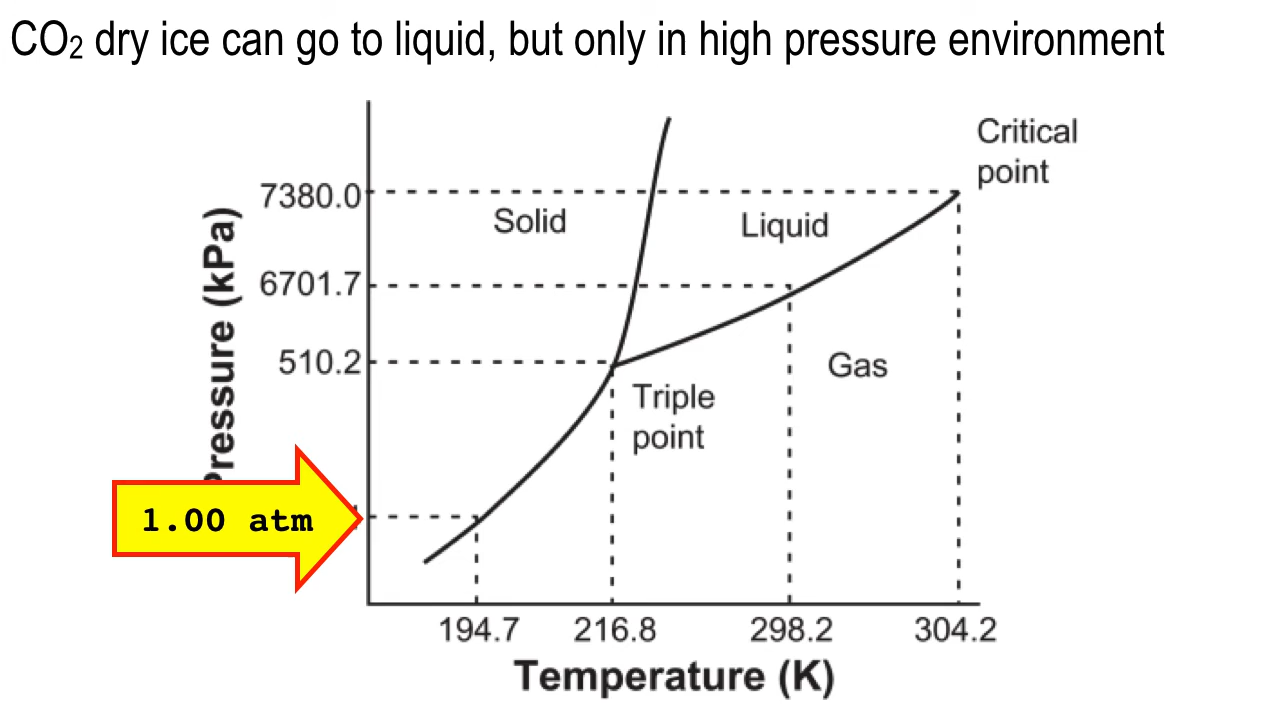 CO₂ dry ice can go to liquid, but only in high pressure environment
Critical
point
7380.0
Solid
Liquid
6701.7
510.2
Gas
Triple
point
Pressure (kPa)
1.00 atm
194.7
216.8
298.2
304.2
Temperature (K)